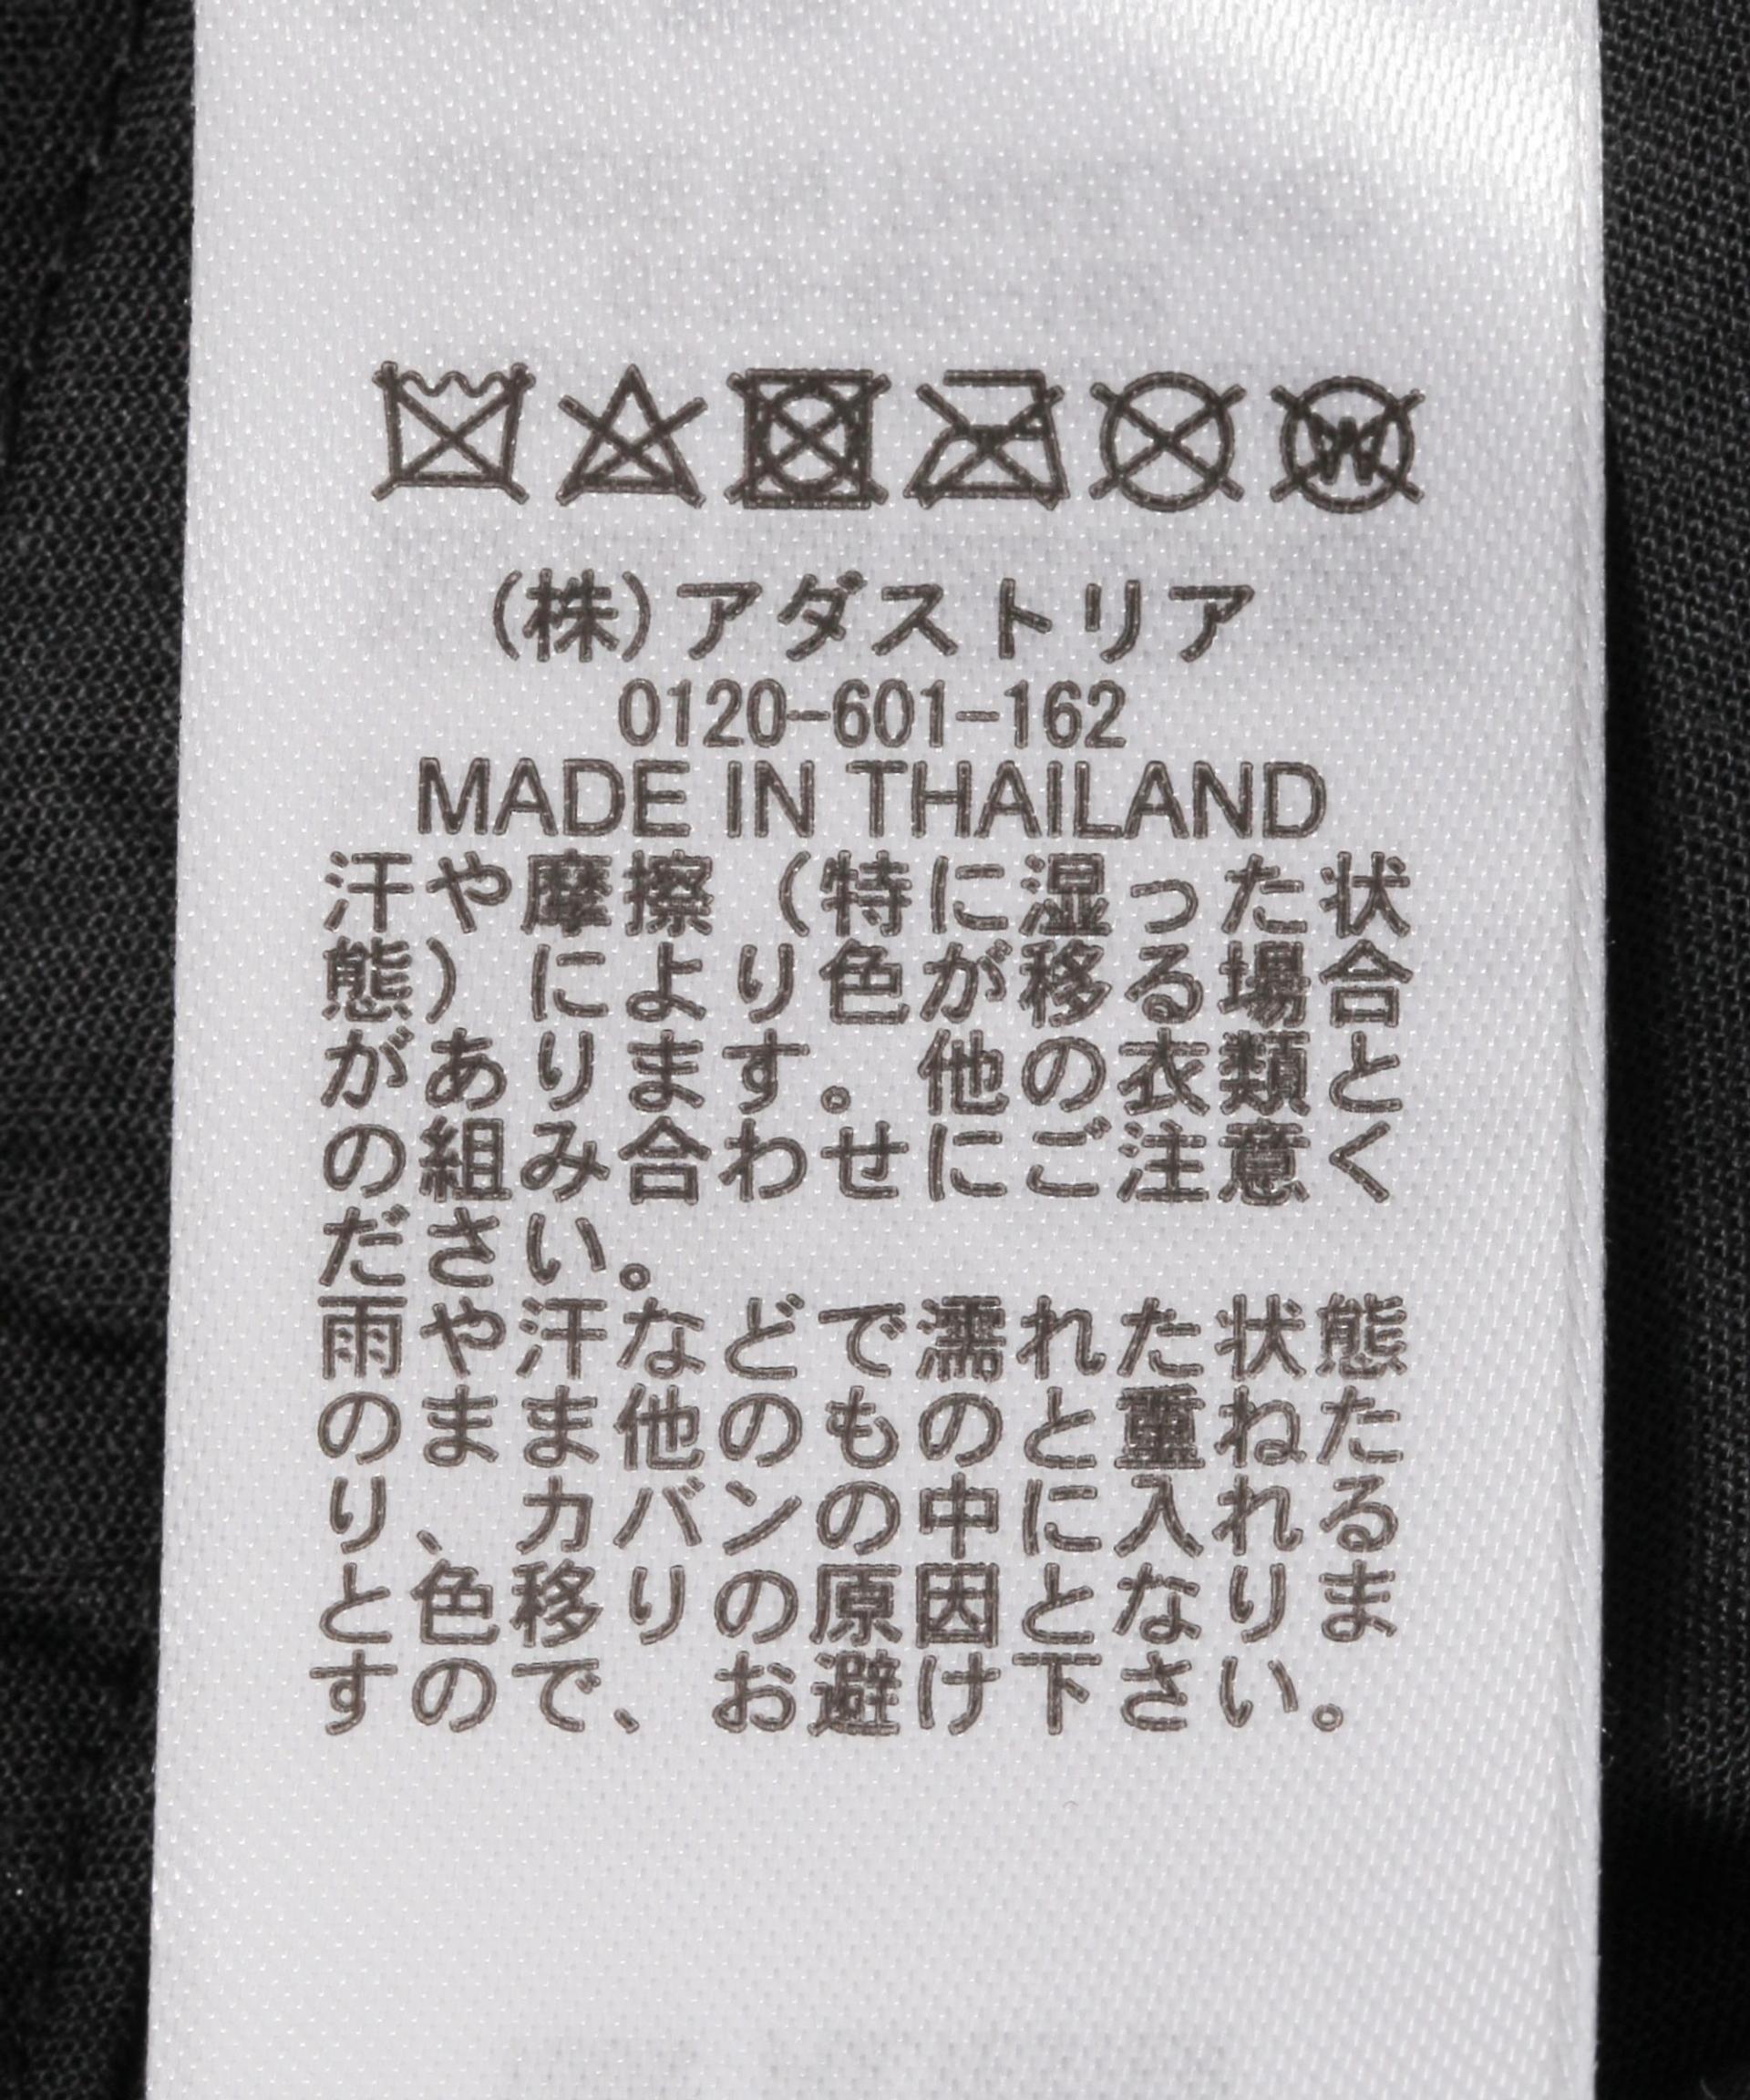 (株)アダストリア
0120-601-162
MADE IN THAILAND
汗や摩擦(特に湿った状
態)により色が移る場合
があります。他の衣類と
の組み合わせにご注意く
ださい。
雨や汗などで濡れた状態
のまま他のものと重ねた
り、カバンの中に入れる
と色移りの原因となりま
すので、お避け下さい。